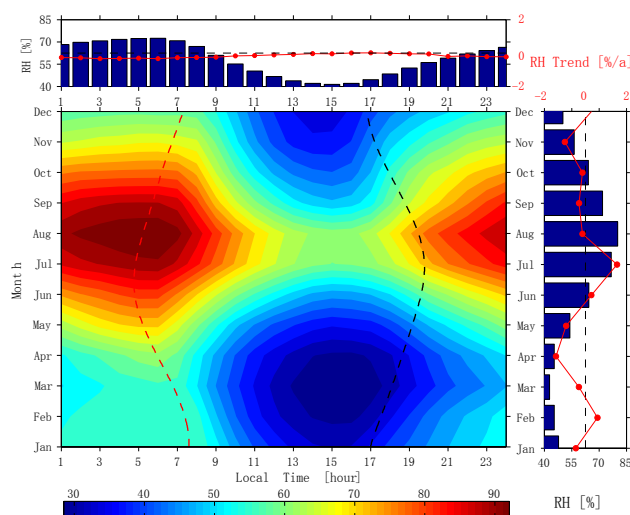 85
70
55
40
RH [%]
2
0
−2
RH Trend [%/a]
1 3 5 7 9 11 13 15 17 19 21 23
−2 0 2
Dec
Nov
Oct
Sep
Aug
Jul
Jun
May
Apr
Mar
Feb
Jan
Month
1 3 5 7 9 11 13 15 17 19 21 23
Local Time [hour]
Dec
Nov
Oct
Sep
Aug
Jul
Jun
May
Apr
Mar
Feb
Jan
40 55 70 85
RH [%]
30 40 50 60 70 80 90